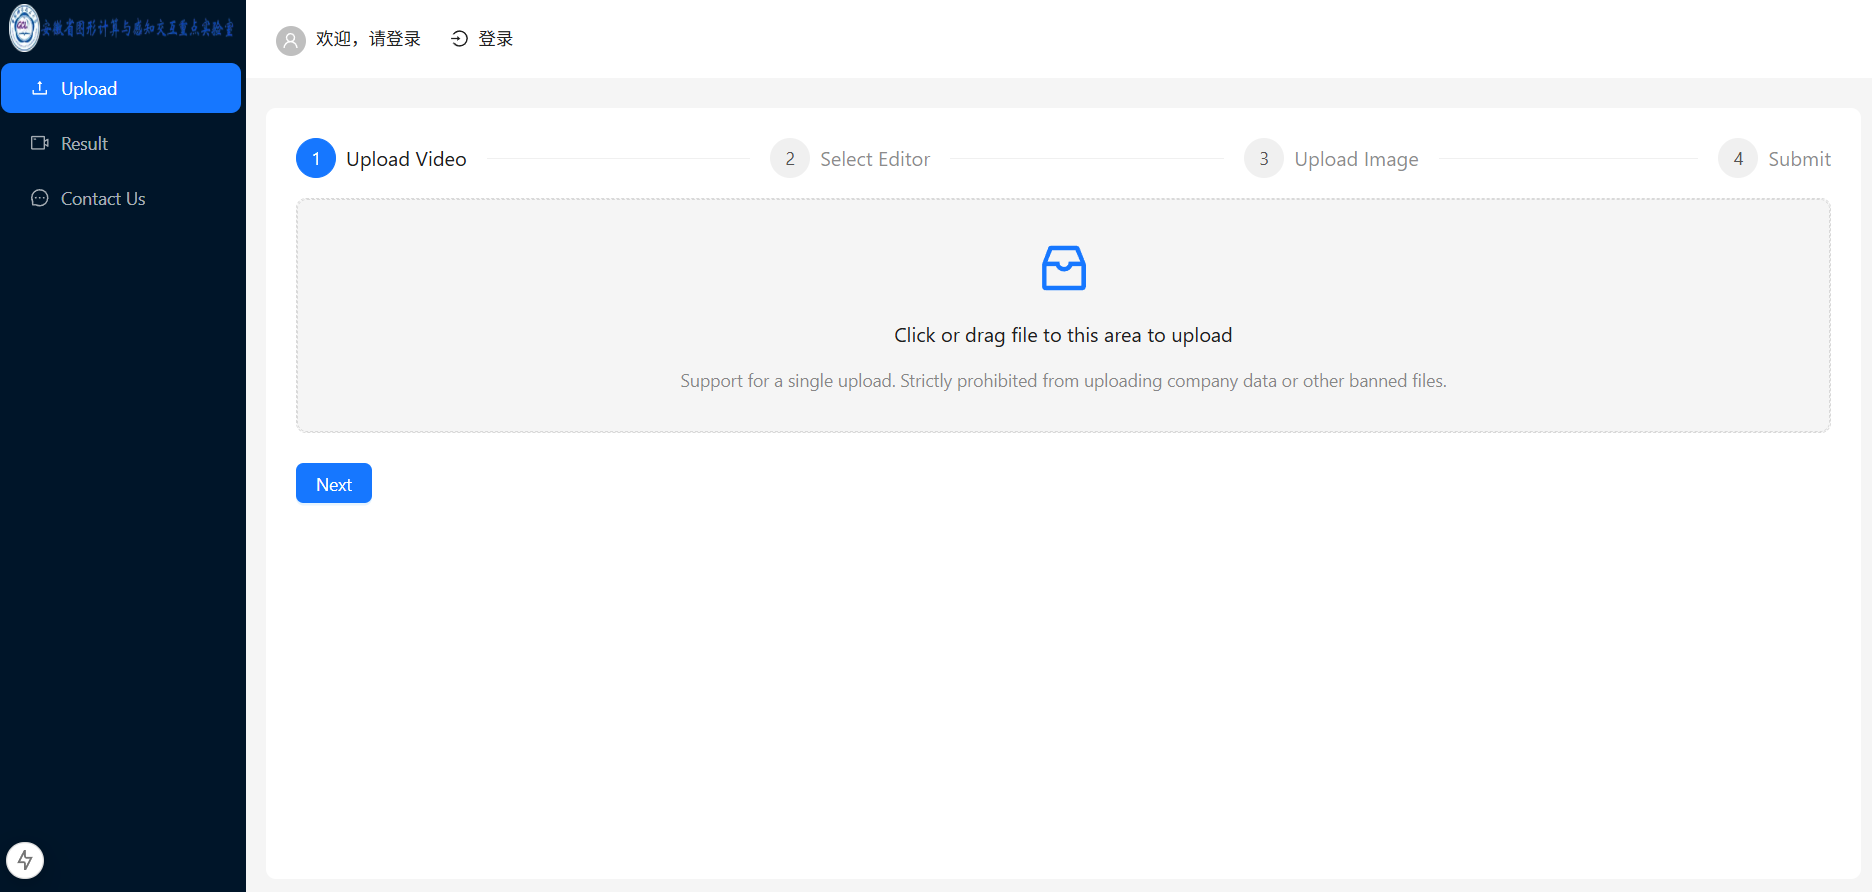 安徽省图形计算与感知交互重点实验室
欢迎，请登录 登录
Upload
Result
Contact Us
1 Upload Video 2 Select Editor 3 Upload Image 4 Submit
Click or drag file to this area to upload
Support for a single upload. Strictly prohibited from uploading company data or other banned files.
Next